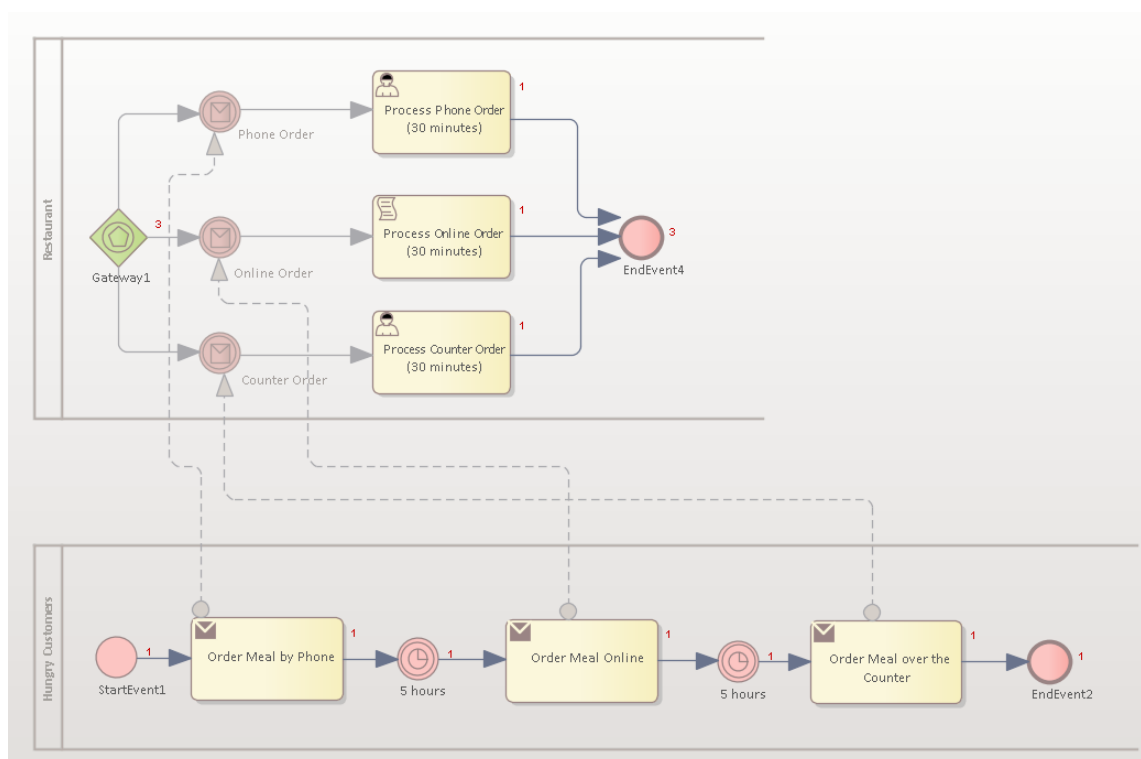 Restaurant
Process Phone Order
(30 minutes)
1
Phone Order
Gateway1
3
Online Order
Process Online Order
(30 minutes)
1
EndEvent4
3
Counter Order
Process Counter Order
(30 minutes)
1
Hungry Customers
StartEvent1
1
Order Meal by Phone
1
5 hours
1
Order Meal Online
1
5 hours
1
Order Meal over the
Counter
1
EndEvent2
1